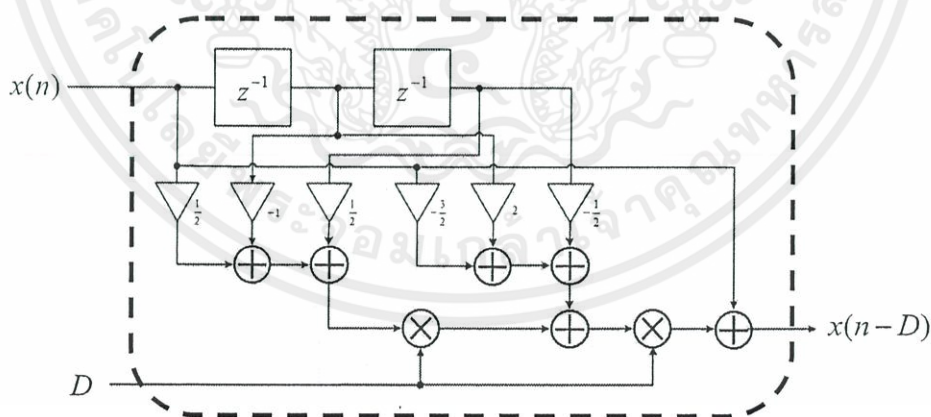 x(n)
z⁻¹
z⁻¹
1/2
-1
1/2
-3/2
2
-1/2
x(n-D)
D